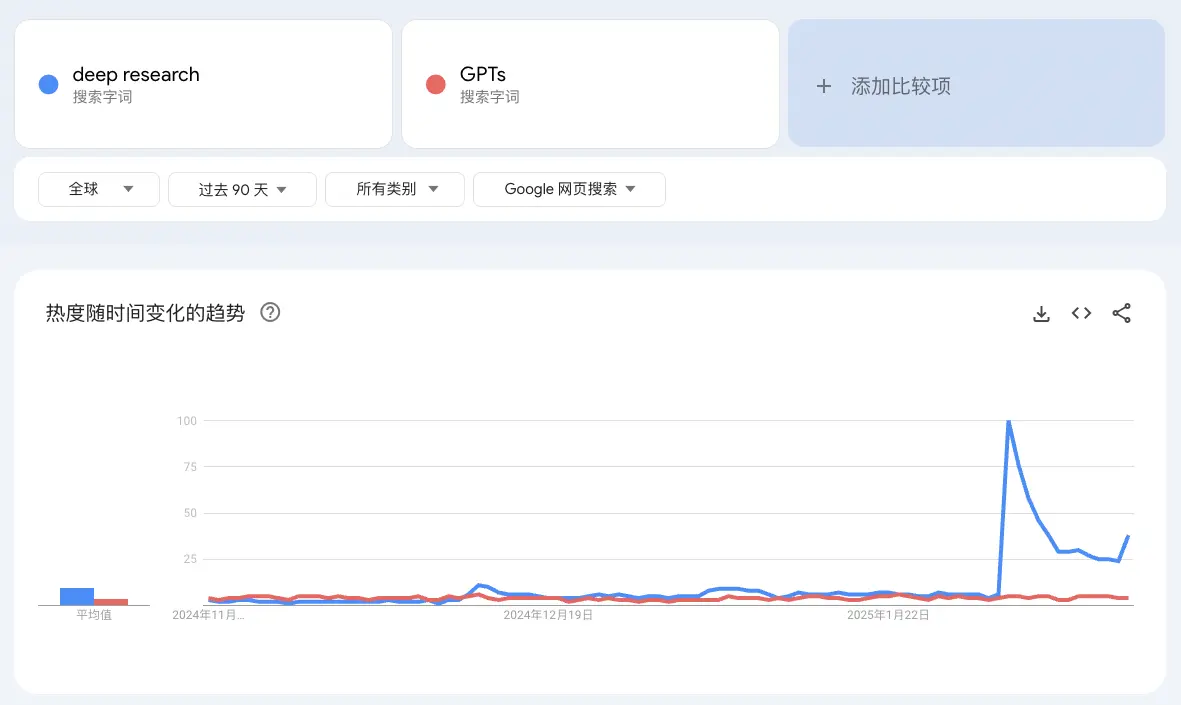 deep research
搜索字词
GPTs
搜索字词
+ 添加比较项
全球
过去 90 天
所有类别
Google 网页搜索
热度随时间变化的趋势
100
75
50
25
平均值
2024年11月...
2024年12月19日
2025年1月22日